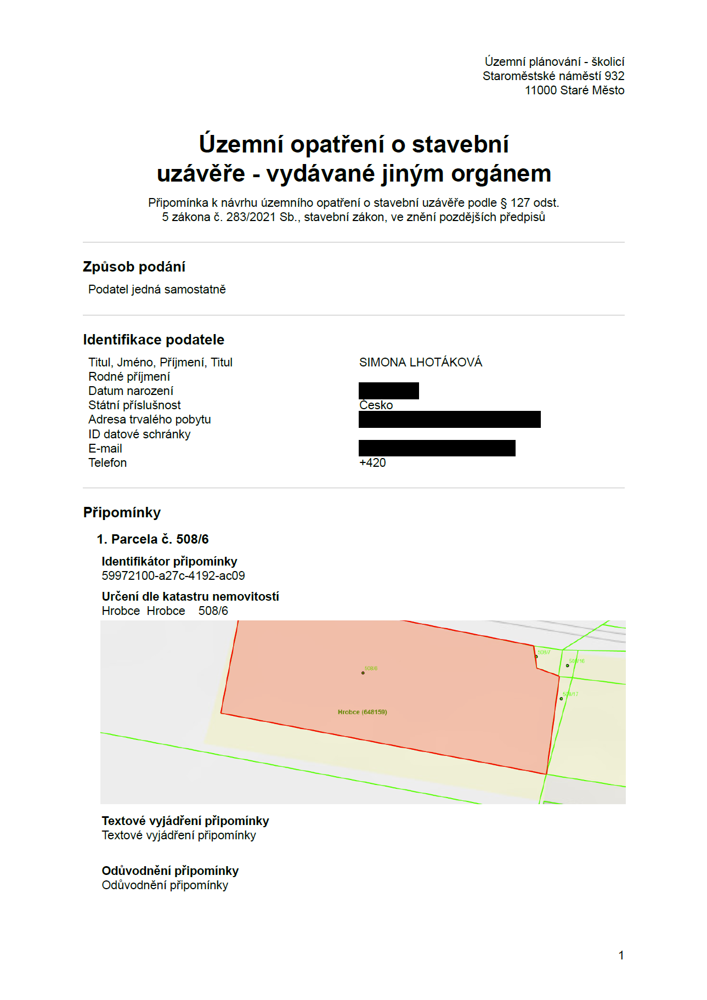 Územní plánování - školicí
Staroměstské náměstí 932
11000 Staré Město
Územní opatření o stavební
uzávěře - vydávané jiným orgánem
Připomínka k návrhu územního opatření o stavební uzávěře podle § 127 odst.
5 zákona č. 283/2021 Sb., stavební zákon, ve znění pozdějších předpisů
Způsob podání
Podatel jedná samostatně
Identifikace podatele
Titul, Jméno, Příjmení, Titul SIMONA LHOTÁKOVÁ
Rodné příjmení
Datum narození
Státní příslušnost Česko
Adresa trvalého pobytu
ID datové schránky
E-mail
Telefon +420
Připomínky
1. Parcela č. 508/6
Identifikátor připomínky
59972100-a27c-4192-ac09
Určení dle katastru nemovitostí
Hrobce Hrobce 508/6
508/7
508/16
508/6
508/17
Hrobce (648159)
Textové vyjádření připomínky
Textové vyjádření připomínky
Odůvodnění připomínky
Odůvodnění připomínky
1